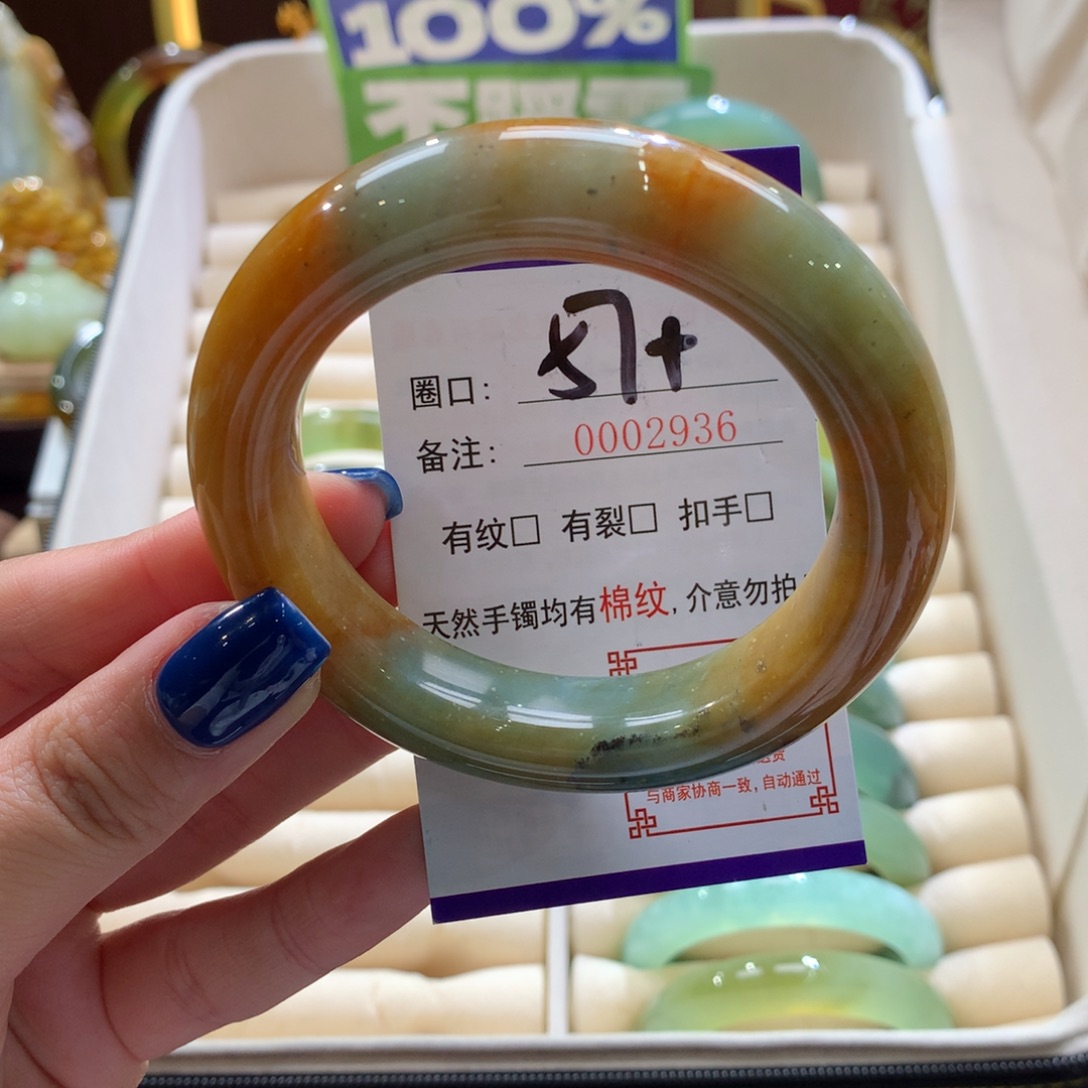 100%
圈口: 57+
备注: 0002936
有纹□ 有裂□ 扣手□
天然手镯均有棉纹,介意勿拍
与商家协商一致,自动通过